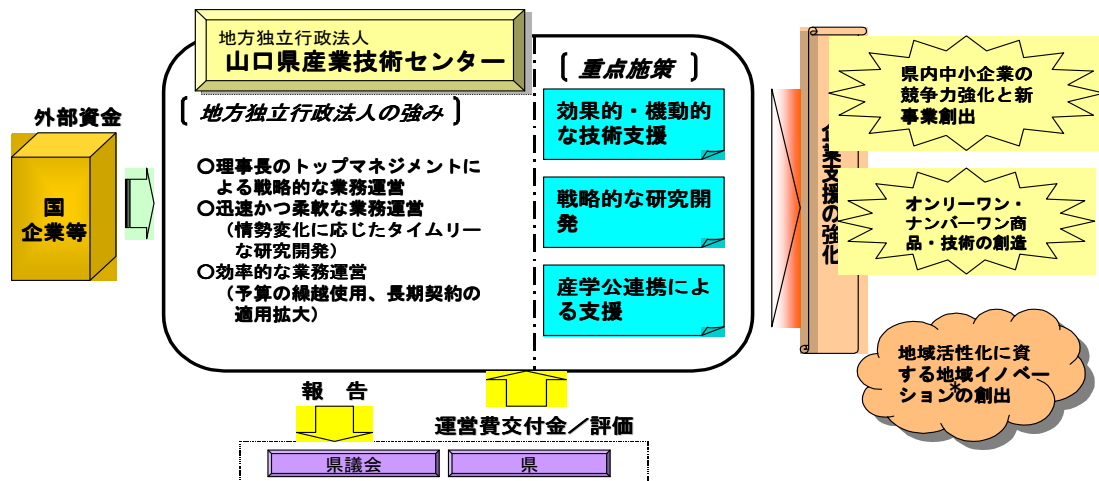 地方独立行政法人
山口県産業技術センター
〔 地方独立行政法人の強み 〕
〇理事長のトップマネジメントに
よる戦略的な業務運営
〇迅速かつ柔軟な業務運営
（情勢変化に応じたタイムリー
な研究開発）
〇効率的な業務運営
（予算の繰越使用、長期契約の
適用拡大）
外部資金
国
企業等
〔 重点施策 〕
効果的・機動的
な技術支援
戦略的な研究開
発
産学公連携によ
る支援
企業支援の強化
県内中小企業の
競争力強化と新
事業創出
オンリーワン・
ナンバーワン商
品・技術の創造
地域活性化に資
する地域イノベー
ションの創出
*
報　告
運営費交付金／評価
県議会
県